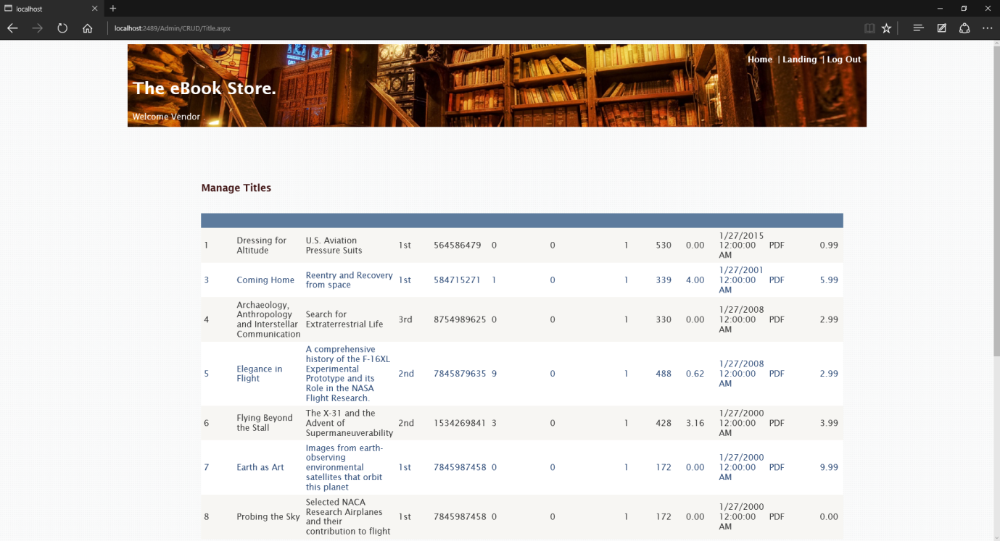 localhost
localhost:2489/Admin/CRUD/Title.aspx
Home | Landing | Log Out
The eBook Store.
Welcome Vendor .
Manage Titles
1 Dressing for Altitude U.S. Aviation Pressure Suits 1st 564586479 0 0 1 530 0.00 1/27/2015 12:00:00 AM PDF 0.99
3 Coming Home Reentry and Recovery from space 1st 584715271 1 0 1 339 4.00 1/27/2001 12:00:00 AM PDF 5.99
4 Archaeology, Anthropology and Interstellar Communication Search for Extraterrestrial Life 3rd 8754989625 0 0 1 330 0.00 1/27/2008 12:00:00 AM PDF 2.99
5 Elegance in Flight A comprehensive history of the F-16XL Experimental Prototype and its Role in the NASA Flight Research. 2nd 7845879635 9 0 1 488 0.62 1/27/2008 12:00:00 AM PDF 2.99
6 Flying Beyond the Stall The X-31 and the Advent of Supermaneuverability 2nd 1534269841 3 0 1 428 3.16 1/27/2000 12:00:00 AM PDF 3.99
7 Earth as Art Images from earth-observing environmental satellites that orbit this planet 1st 7845987458 0 0 1 172 0.00 1/27/2000 12:00:00 AM PDF 9.99
8 Probing the Sky Selected NACA Research Airplanes and their contribution to flight 1st 7845987458 0 0 1 172 0.00 1/27/2000 12:00:00 AM PDF 0.00